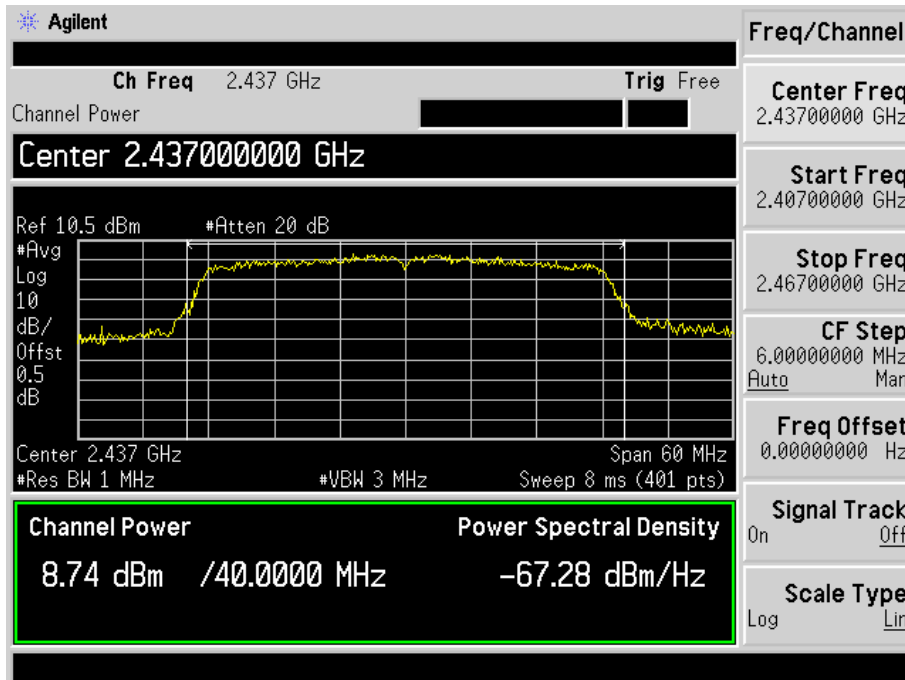 Agilent
Freq/Channel
Ch Freq 2.437 GHz Trig Free
Channel Power
Center 2.437000000 GHz
Ref 10.5 dBm #Atten 20 dB
#Avg
Log
10
dB/
Offst
0.5
dB
Center 2.437 GHz Span 60 MHz
#Res BW 1 MHz #VBW 3 MHz Sweep 8 ms (401 pts)
Channel Power Power Spectral Density
8.74 dBm /40.0000 MHz -67.28 dBm/Hz
Center Freq
2.43700000 GHz
Start Freq
2.40700000 GHz
Stop Freq
2.46700000 GHz
CF Step
6.00000000 MHz
Auto Man
Freq Offset
0.00000000 Hz
Signal Track
On Off
Scale Type
Log Lin